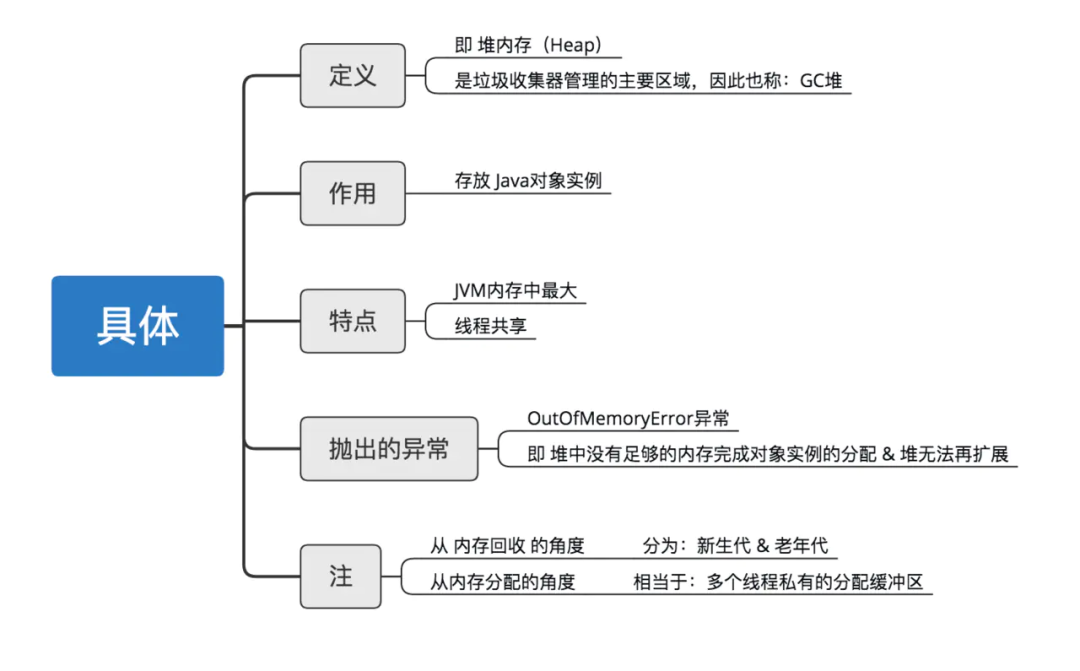 具体
定义
即 堆内存（Heap）
是垃圾收集器管理的主要区域，因此也称：GC堆
作用
存放 Java对象实例
特点
JVM内存中最大
线程共享
抛出的异常
OutOfMemoryError异常
即 堆中没有足够的内存完成对象实例的分配 & 堆无法再扩展
注
从 内存回收 的角度 分为：新生代 & 老年代
从内存分配的角度 相当于：多个线程私有的分配缓冲区